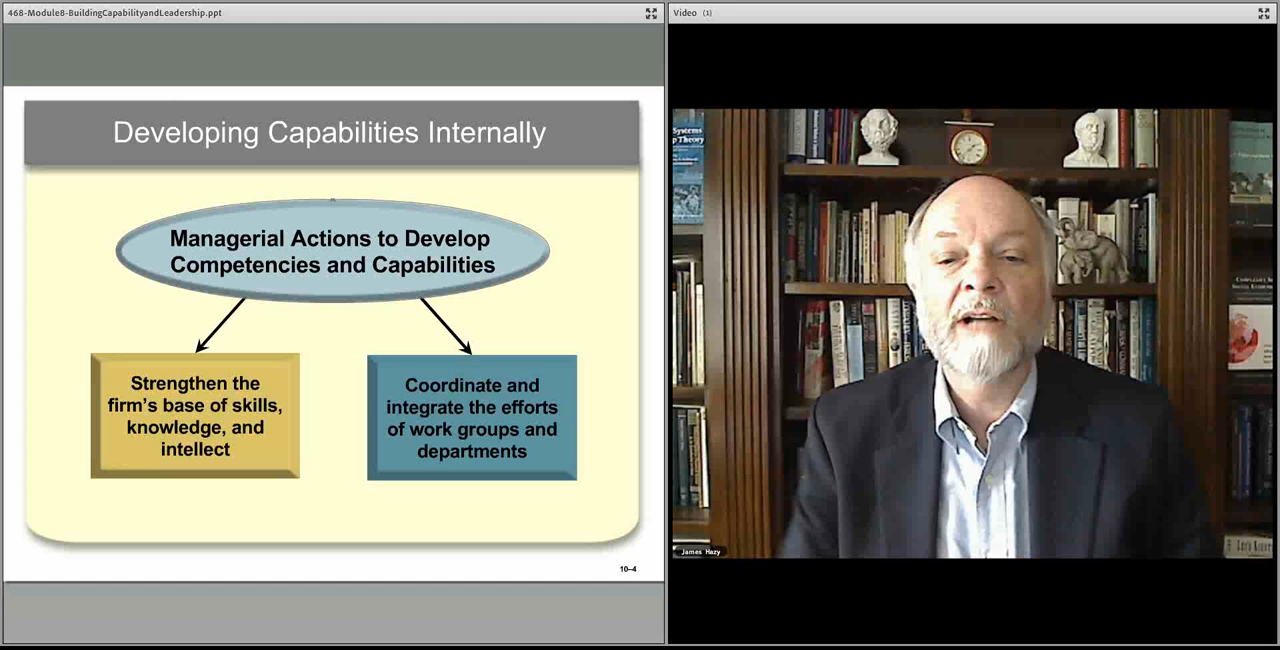 468-Module8-BuildingCapabilityandLeadership.ppt
Video (1)
Developing Capabilities Internally
Managerial Actions to Develop
Competencies and Capabilities
Strengthen the
firm's base of skills,
knowledge, and
intellect
Coordinate and
integrate the efforts
of work groups and
departments
10–4
Systems
p Theory
James Hazy